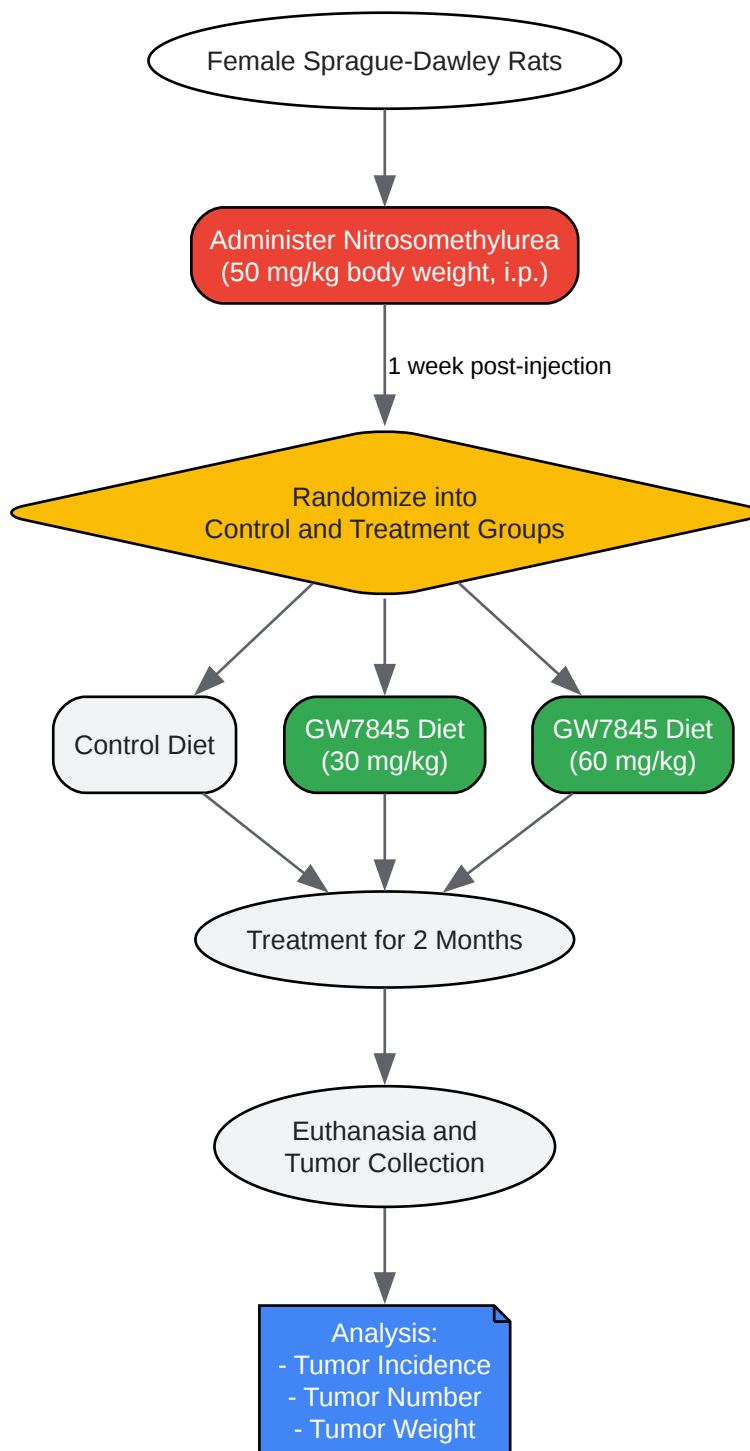 Female Sprague-Dawley Rats
Administer Nitrosomethylurea
(50 mg/kg body weight, i.p.)
1 week post-injection
Randomize into
Control and Treatment Groups
Control Diet
GW7845 Diet
(30 mg/kg)
GW7845 Diet
(60 mg/kg)
Treatment for 2 Months
Euthanasia and
Tumor Collection
Analysis:
- Tumor Incidence
- Tumor Number
- Tumor Weight